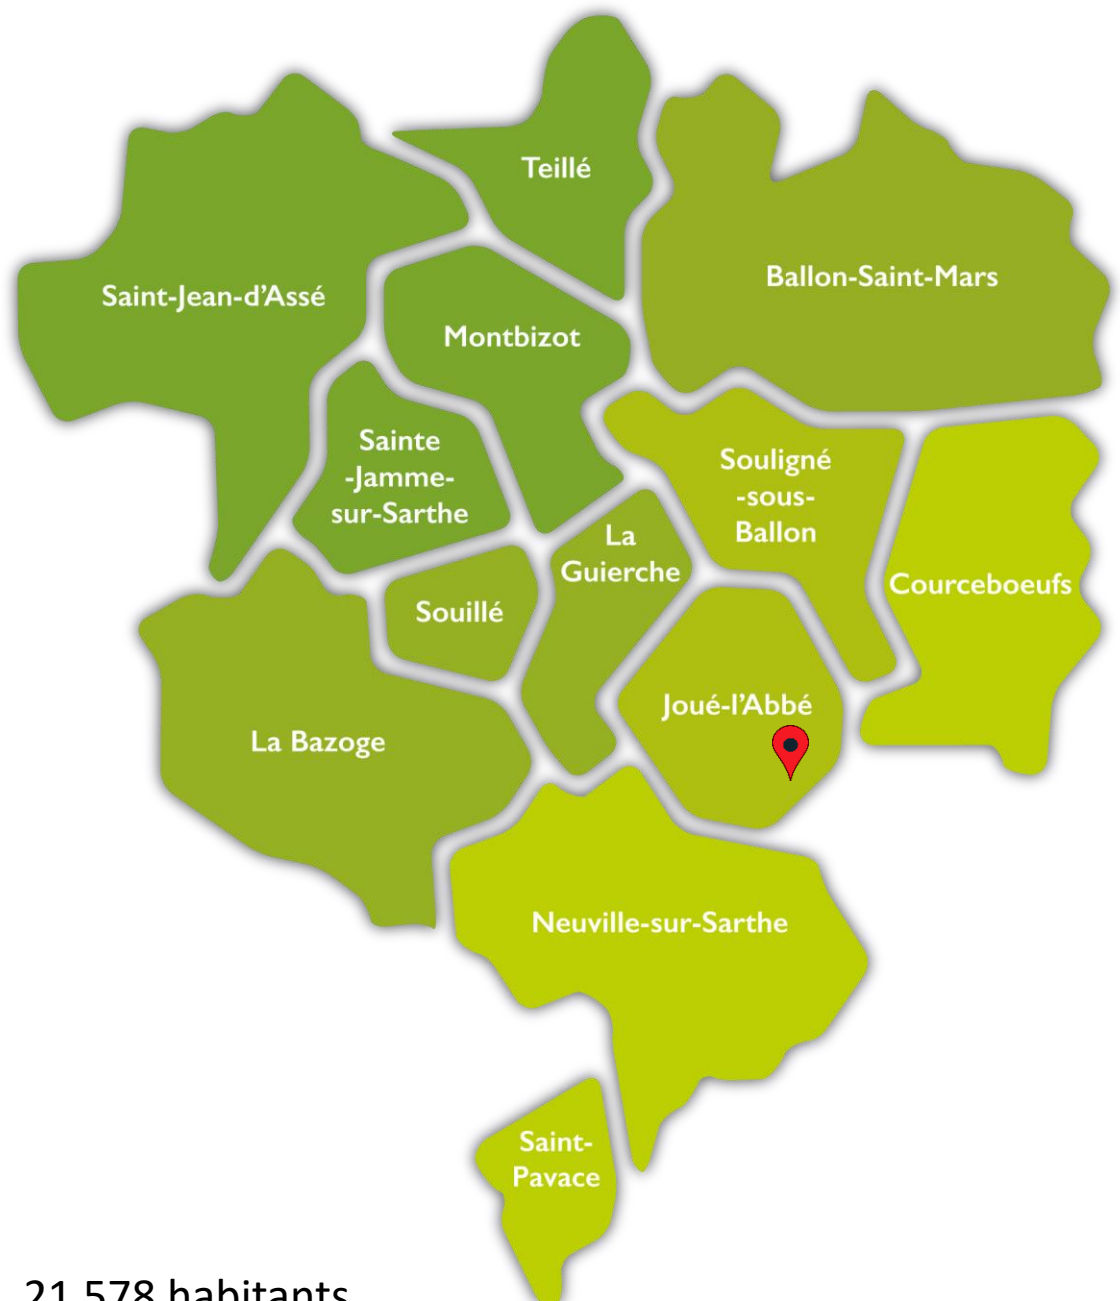 Teillé
Ballon-Saint-Mars
Saint-Jean-d’Assé
Montbizot
Sainte
-Jamme-
sur-Sarthe
Souligné
-sous-
Ballon
La
Guierche
Courceboeufs
Souillé
Joué-l’Abbé
La Bazoge
Neuville-sur-Sarthe
Saint-
Pavace
21 578 habitants